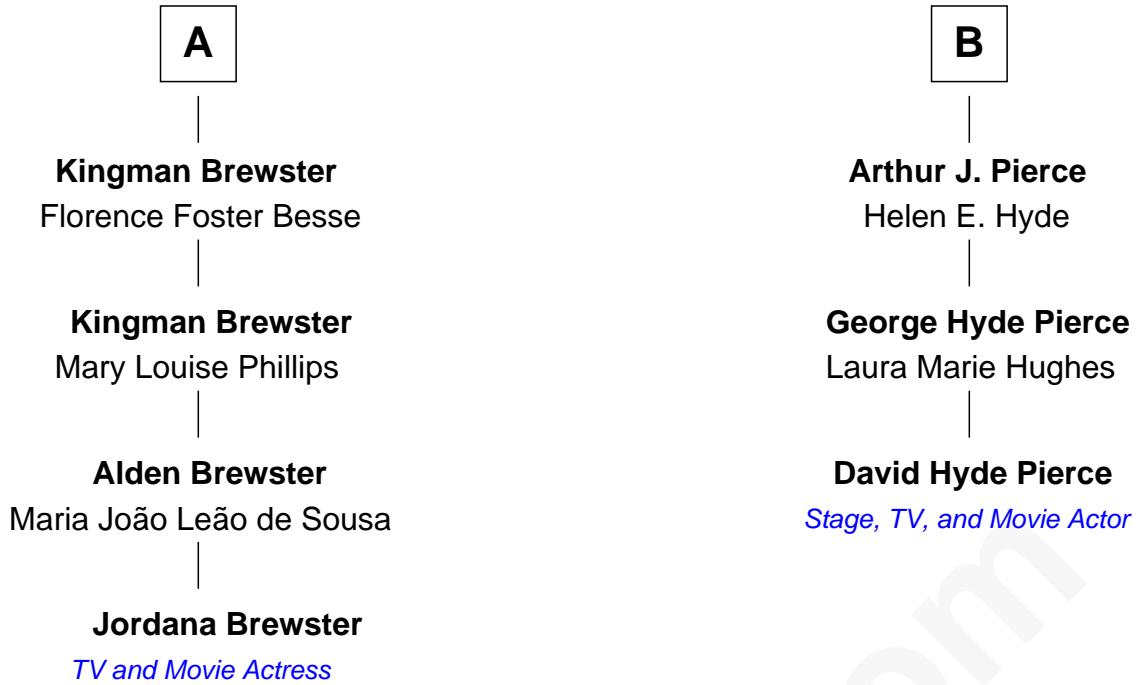 A
Kingman Brewster
Florence Foster Besse
Kingman Brewster
Mary Louise Phillips
Alden Brewster
Maria João Leão de Sousa
Jordana Brewster
TV and Movie Actress
B
Arthur J. Pierce
Helen E. Hyde
George Hyde Pierce
Laura Marie Hughes
David Hyde Pierce
Stage, TV, and Movie Actor
om